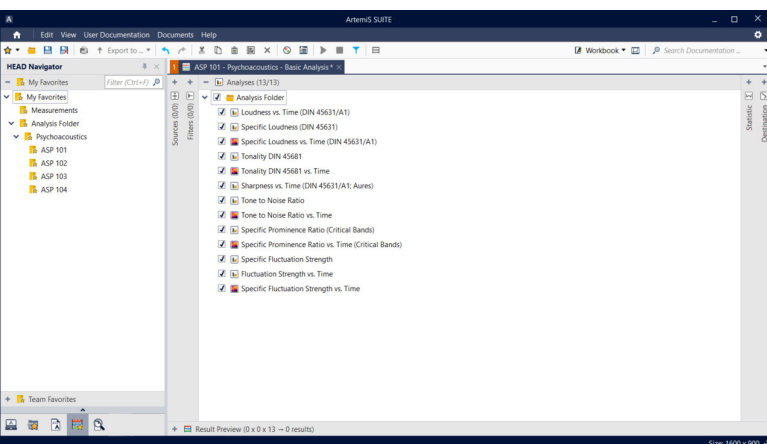 A
ArtemiS SUITE
Edit View User Documentation Documents Help
Export to ...
Workbook
Search Documentation ...
HEAD Navigator
1 ASP 101 - Psychoacoustics - Basic Analysis*
My Favorites Filter (Ctrl+F)
Analyses (13/13)
My Favorites
Measurements
Analysis Folder
Psychoacoustics
ASP 101
ASP 102
ASP 103
ASP 104
Team Favorites
Sources (0/0)
Filters (0/0)
Analysis Folder
Loudness vs. Time (DIN 45631/A1)
Specific Loudness (DIN 45631)
Specific Loudness vs. Time (DIN 45631/A1)
Tonality DIN 45681
Tonality DIN 45681 vs. Time
Sharpness vs. Time (DIN 45631/A1; Aures)
Tone to Noise Ratio
Tone to Noise Ratio vs. Time
Specific Prominence Ratio (Critical Bands)
Specific Prominence Ratio vs. Time (Critical Bands)
Specific Fluctuation Strength
Fluctuation Strength vs. Time
Specific Fluctuation Strength vs. Time
Statistic
Destination
Result Preview (0 x 0 x 13 → 0 results)
Size: 1600 x 900